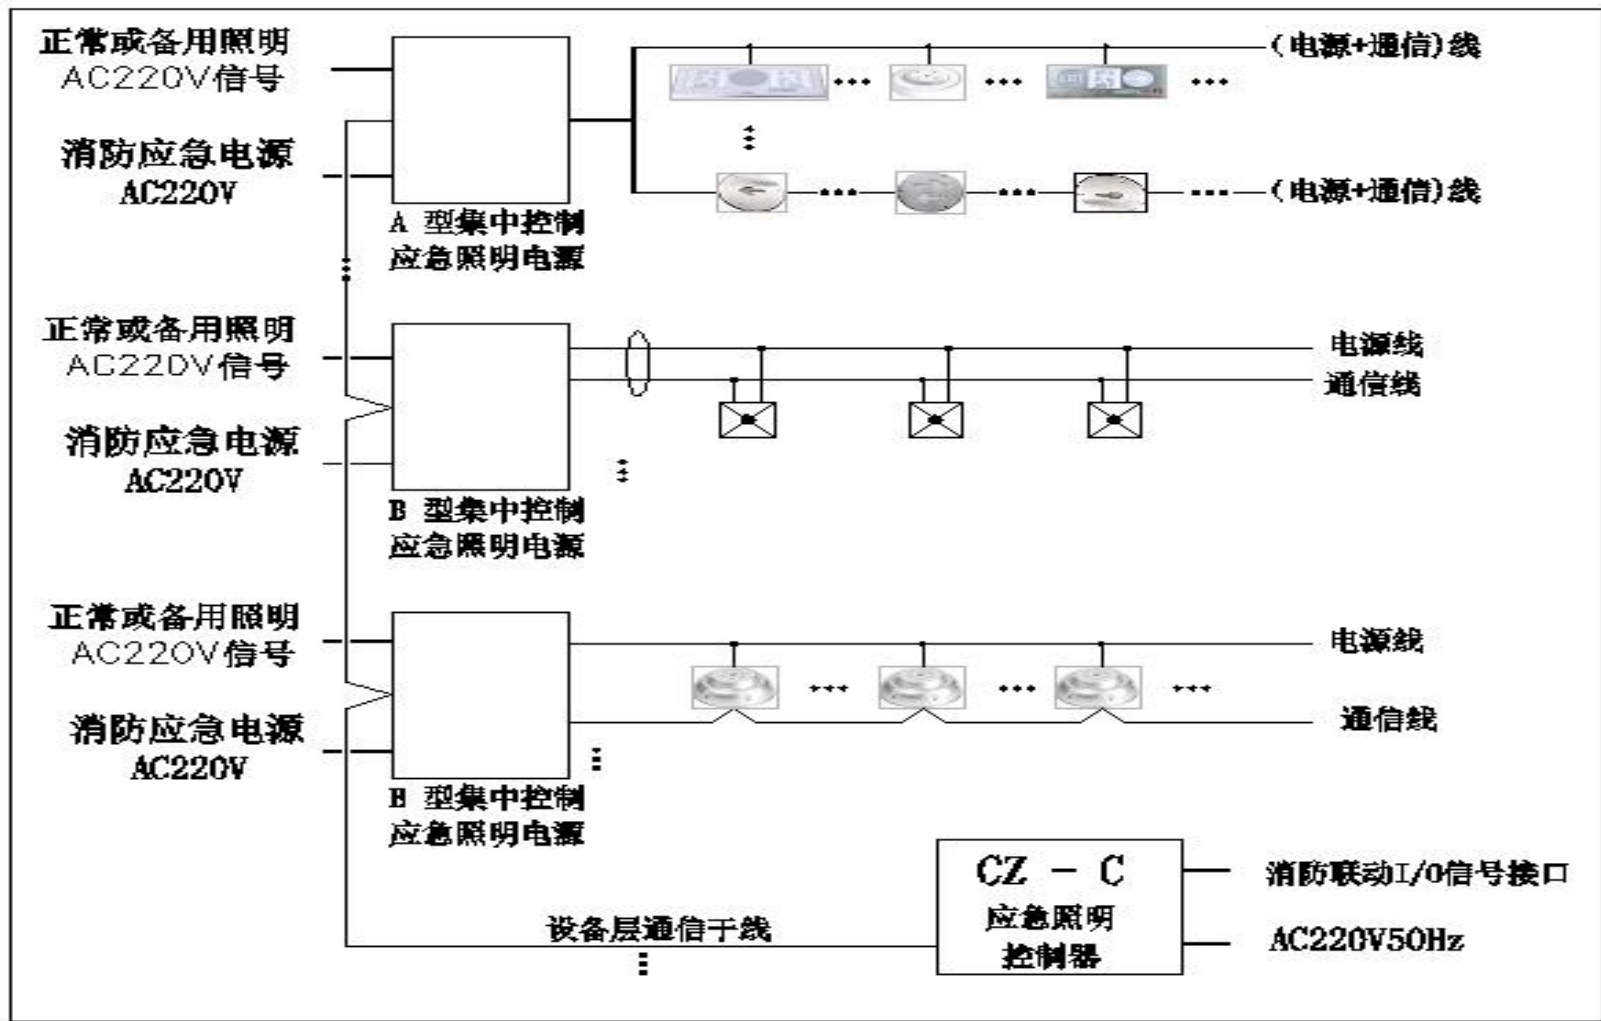 正常或备用照明
AC220V信号
消防应急电源
AC220V
A 型集中控制
应急照明电源
(电源+通信)线
(电源+通信)线
正常或备用照明
AC220V信号
消防应急电源
AC220V
B 型集中控制
应急照明电源
电源线
通信线
正常或备用照明
AC220V信号
消防应急电源
AC220V
B 型集中控制
应急照明电源
电源线
通信线
设备层通信干线
CZ - C
应急照明
控制器
消防联动I/O信号接口
AC220V50Hz